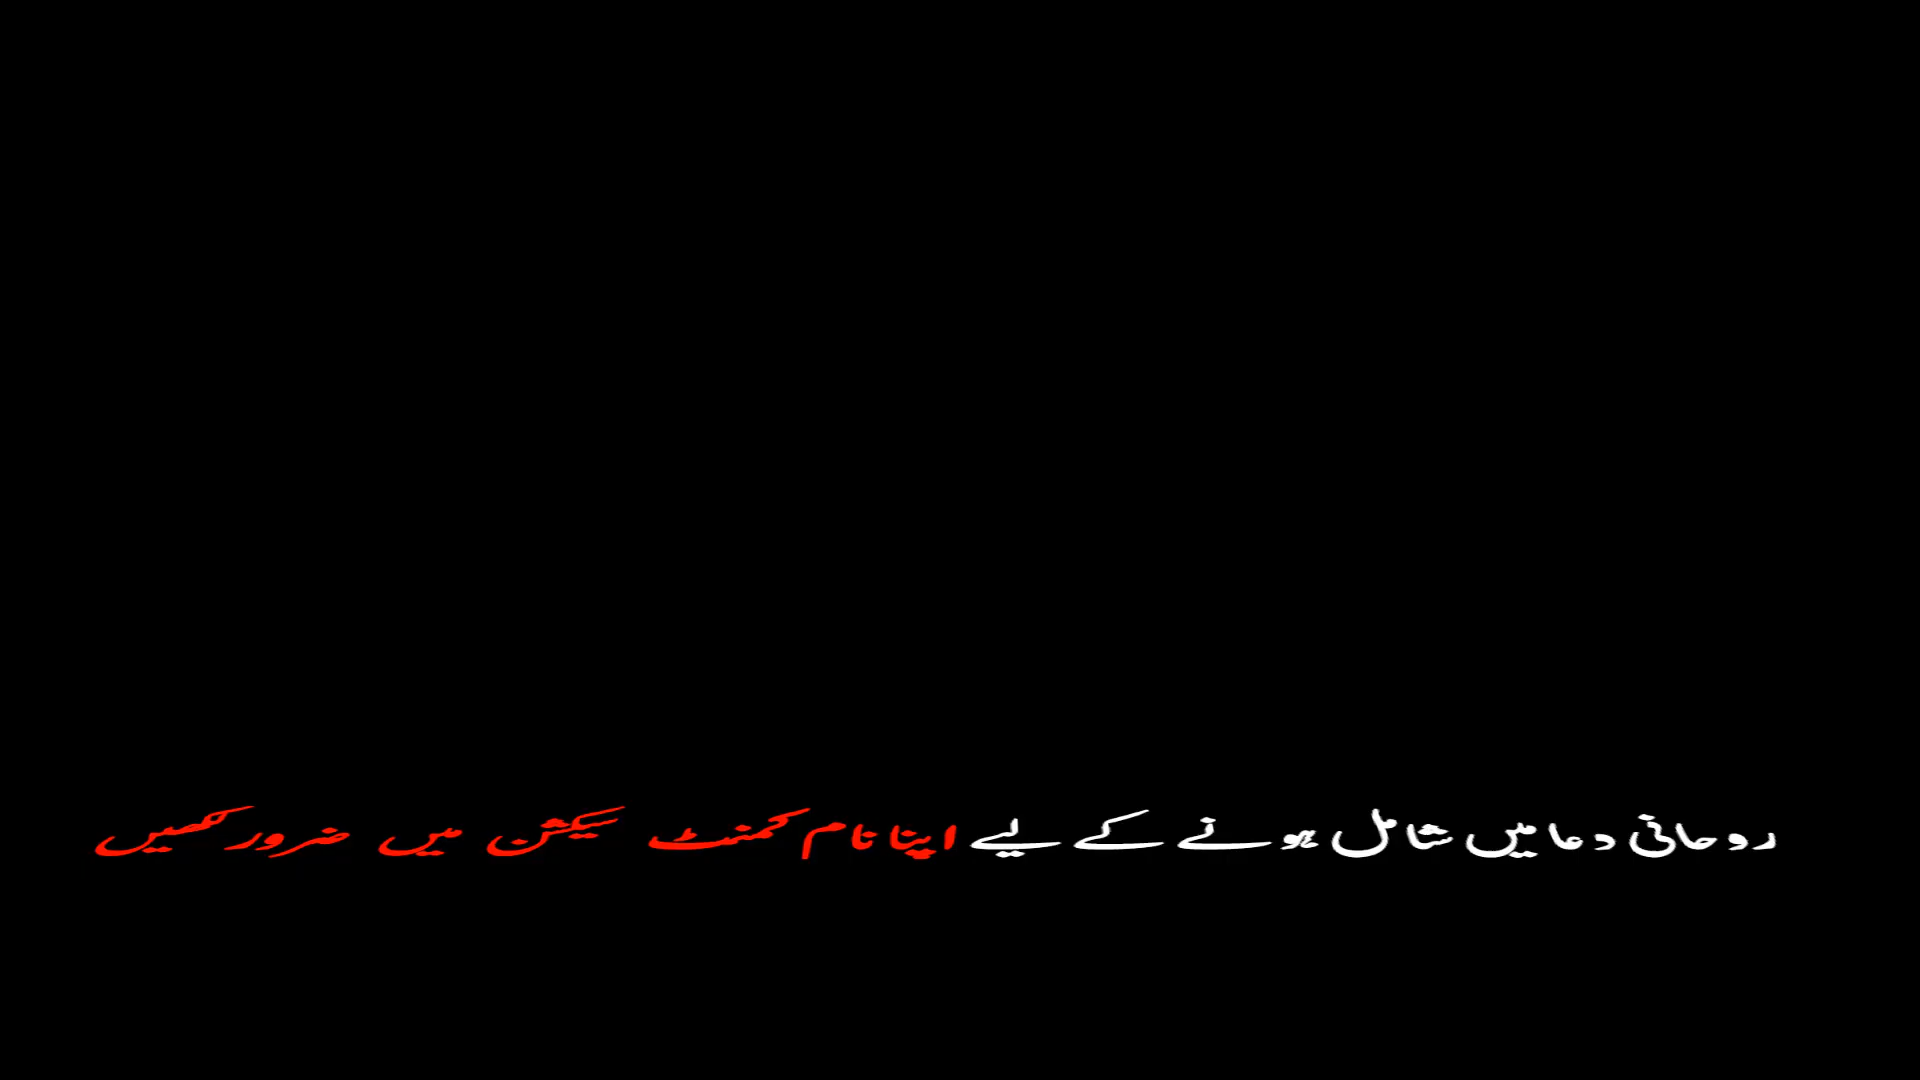 روحانی دعا میں شامل ہونے کے لیے اپنا نام کمنٹ سیکشن میں ضرور لکھیں